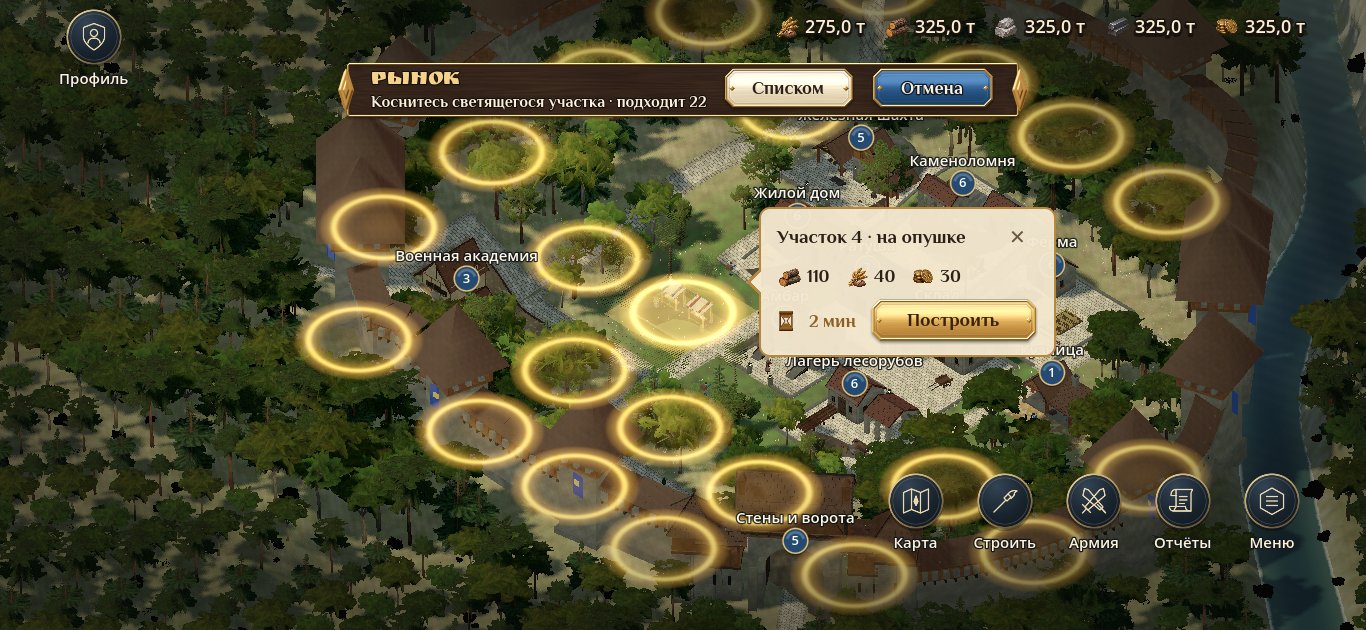 275,0 т
325,0 т
325,0 т
325,0 т
325,0 т
Профиль
РЫНОК
Коснитесь светящегося участка · подходит 22
Списком
Отмена
Железная шахта
5
Каменоломня
6
Жилой дом
Участок 4 · на опушке
110
40
30
2 мин
Построить
Военная академия
3
Лагерь лесорубов
6
1
Стены и ворота
5
Карта
Строить
Армия
Отчёты
Меню